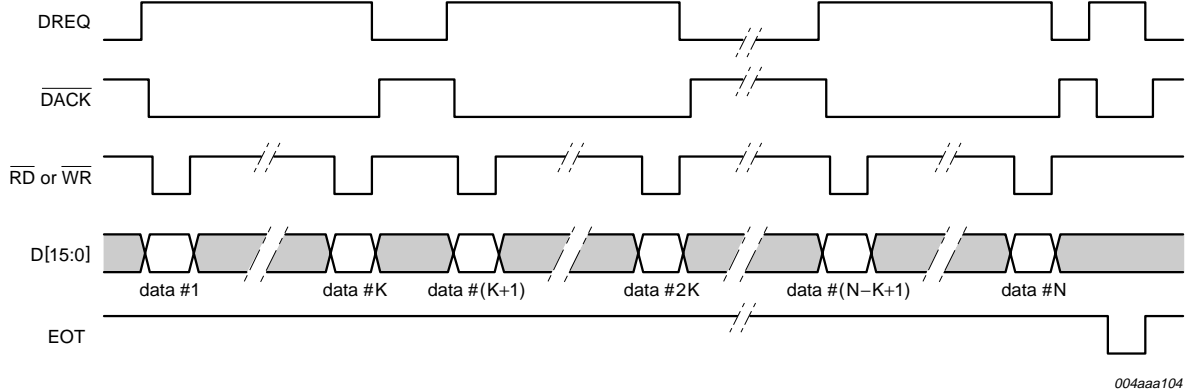 DREQ
DACK
RD or WR
D[15:0]
data #1 data #K data #(K+1) data #2K data #(N−K+1) data #N
EOT
004aaa104